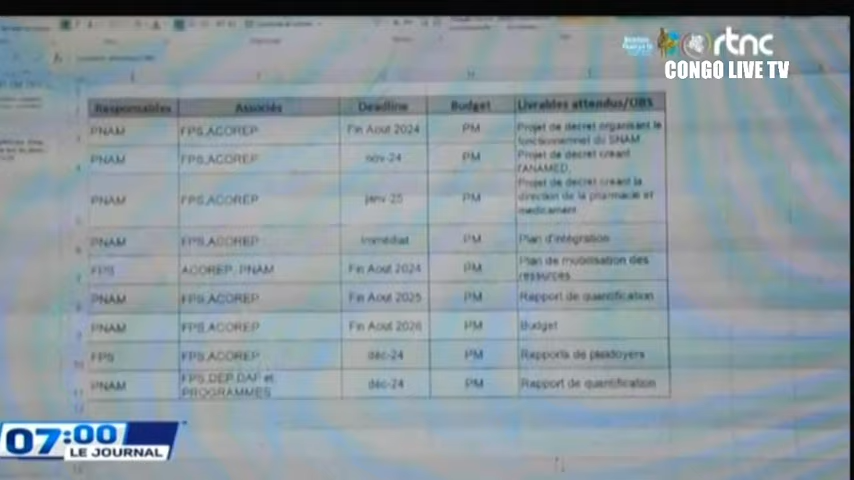 rtnc
CONGO LIVE TV
Responsables Associés Deadline Budget Livrables attendus/OBS
PNAM FPS,ACOREP Fin Aout 2024 PM Projet de decret organisant le
fonctionnel du SNAM
PNAM FPS,ACOREP nov-24 PM Projet de decret creant
l'ANAMED,
PNAM FPS,ACOREP janv-25 PM Projet de decret creant la
direction de la pharmacie et
medicament
PNAM FPS,ACOREP Immédiat PM Plan d'intégration
FPS ACOREP, PNAM Fin Aout 2024 PM Plan de mobilisation des
ressources
PNAM FPS,ACOREP Fin Aout 2025 PM Rapport de quantification
PNAM FPS,ACOREP Fin Aout 2026 PM Budget
FPS FPS,ACOREP déc-24 PM Rapports de plaidoyers
PNAM FPS,DEP,DAF et
PROGRAMMES déc-24 PM Rapport de quantification
07:00
LE JOURNAL